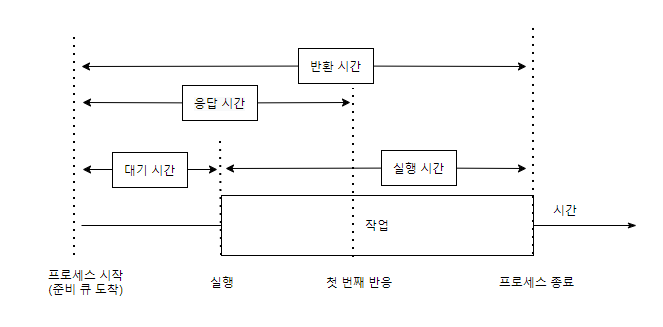 반환 시간
응답 시간
대기 시간
실행 시간
시간
작업
프로세스 시작
(준비 큐 도착)
실행
첫 번째 반응
프로세스 종료